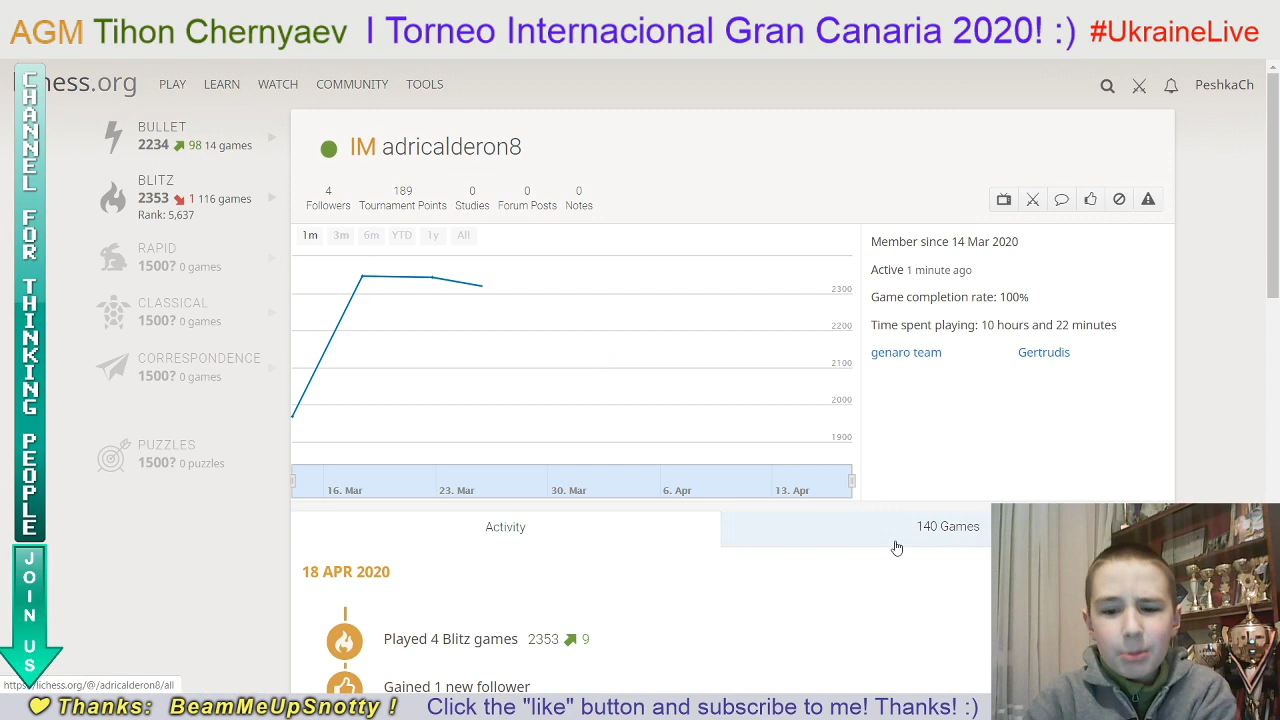 AGM Tihon Chernyaev I Torneo Internacional Gran Canaria 2020! :) #UkraineLive
CHANNEL FOR THINKING PEOPLE
JOIN US
hess.org PLAY LEARN WATCH COMMUNITY TOOLS PeshkaCh
BULLET
2234 98 14 games
BLITZ
2353 1 116 games
Rank: 5,637
RAPID
1500? 0 games
CLASSICAL
1500? 0 games
CORRESPONDENCE
1500? 0 games
PUZZLES
1500? 0 puzzles
IM adricalderon8
4 189 0 0 0
Followers Tournament Points Studies Forum Posts Notes
1m 3m 6m YTD 1y All
2300
2200
2100
2000
1900
16. Mar 23. Mar 30. Mar 6. Apr 13. Apr
Member since 14 Mar 2020
Active 1 minute ago
Game completion rate: 100%
Time spent playing: 10 hours and 22 minutes
genaro team Gertrudis
Activity 140 Games
18 APR 2020
Played 4 Blitz games 2353 9
Gained 1 new follower
https://lichess.org/@/adricalderon8/all
Thanks: BeamMeUpSnotty ! Click the "like" button and subscribe to me! Thanks! :)